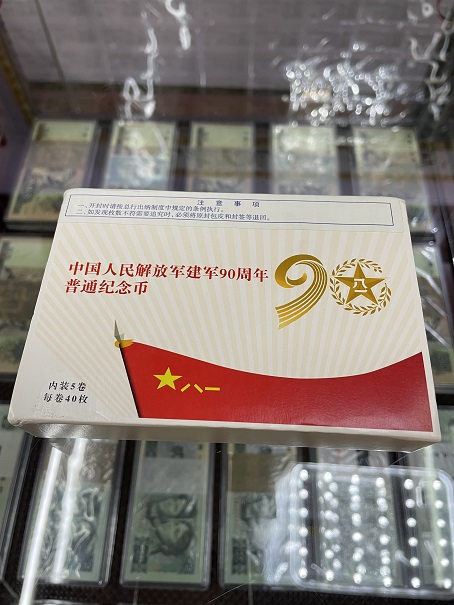 注意事项
一、开封时请按总行出纳制度中规定的条例执行。
二、如发现枚数不符需要追究时，必须将原封包皮和封签等退回。
中国人民解放军建军90周年
普通纪念币
90
八一
八一
内装5卷
每卷40枚